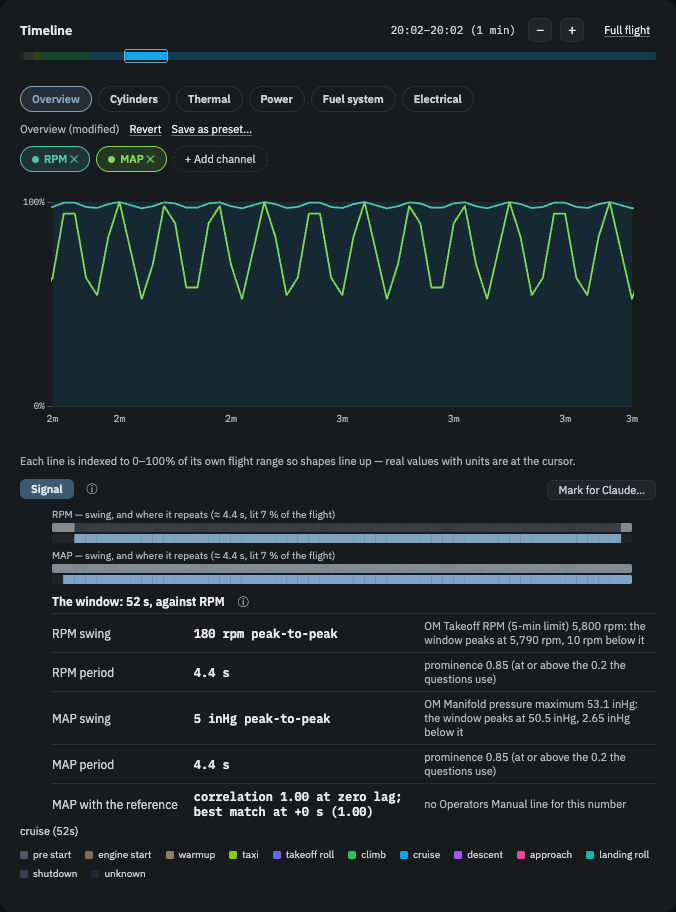 Timeline
20:02–20:02 (1 min)
−
+
Full flight
Overview
Cylinders
Thermal
Power
Fuel system
Electrical
Overview (modified) Revert Save as preset...
RPM ×
MAP ×
+ Add channel
100%
0%
2m 2m 2m 3m 3m 3m 3m
Each line is indexed to 0–100% of its own flight range so shapes line up — real values with units are at the cursor.
Signal ⓘ
Mark for Claude...
RPM — swing, and where it repeats (≈ 4.4 s, lit 7 % of the flight)
MAP — swing, and where it repeats (≈ 4.4 s, lit 7 % of the flight)
The window: 52 s, against RPM ⓘ
RPM swing
180 rpm peak-to-peak
OM Takeoff RPM (5-min limit) 5,800 rpm: the
window peaks at 5,790 rpm, 10 rpm below it
RPM period
4.4 s
prominence 0.85 (at or above the 0.2 the
questions use)
MAP swing
5 inHg peak-to-peak
OM Manifold pressure maximum 53.1 inHg:
the window peaks at 50.5 inHg, 2.65 inHg
below it
MAP period
4.4 s
prominence 0.85 (at or above the 0.2 the
questions use)
MAP with the reference
correlation 1.00 at zero lag;
best match at +0 s (1.00)
no Operators Manual line for this number
cruise (52s)
pre start engine start warmup taxi takeoff roll climb cruise descent approach landing roll
shutdown unknown